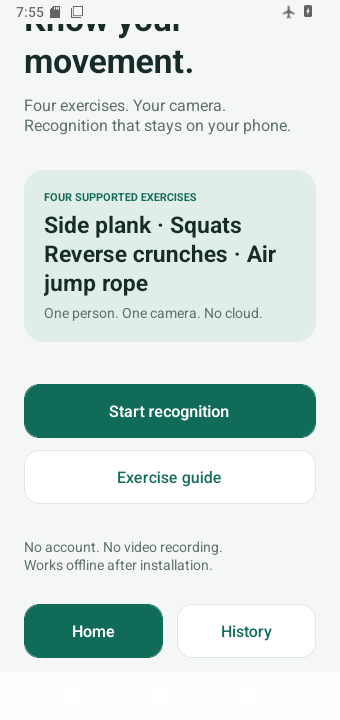 7:55
Know your
movement.
Four exercises. Your camera.
Recognition that stays on your phone.
FOUR SUPPORTED EXERCISES
Side plank · Squats
Reverse crunches · Air
jump rope
One person. One camera. No cloud.
Start recognition
Exercise guide
No account. No video recording.
Works offline after installation.
Home
History